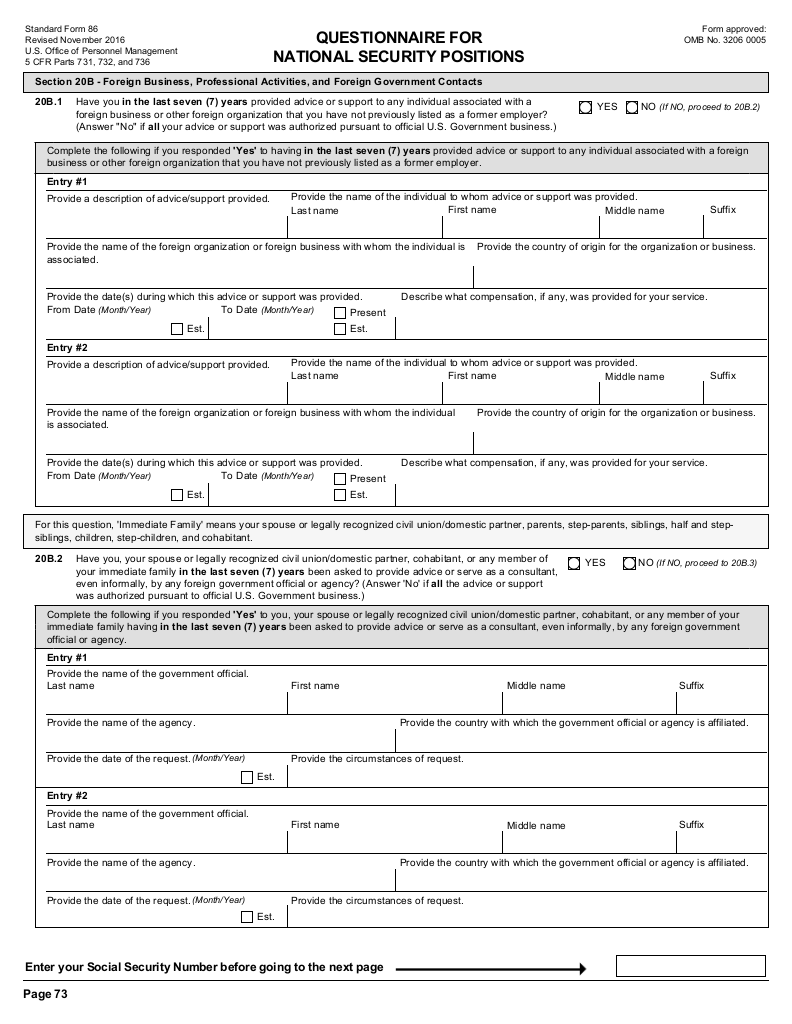 Standard Form 86
Revised November 2016
U.S. Office of Personnel Management
5 CFR Parts 731, 732, and 736
QUESTIONNAIRE FOR
NATIONAL SECURITY POSITIONS
Form approved:
OMB No. 3206 0005
Section 20B - Foreign Business, Professional Activities, and Foreign Government Contacts
20B.1 Have you in the last seven (7) years provided advice or support to any individual associated with a
foreign business or other foreign organization that you have not previously listed as a former employer?
(Answer "No" if all your advice or support was authorized pursuant to official U.S. Government business.)
YES NO (If NO, proceed to 20B.2)
Complete the following if you responded 'Yes' to having in the last seven (7) years provided advice or support to any individual associated with a foreign
business or other foreign organization that you have not previously listed as a former employer.
Entry #1
Provide a description of advice/support provided.
Provide the name of the individual to whom advice or support was provided.
Last name First name Middle name Suffix
Provide the name of the foreign organization or foreign business with whom the individual is
associated.
Provide the country of origin for the organization or business.
Provide the date(s) during which this advice or support was provided.
From Date (Month/Year) To Date (Month/Year) Present
Est. Est.
Describe what compensation, if any, was provided for your service.
Entry #2
Provide a description of advice/support provided.
Provide the name of the individual to whom advice or support was provided.
Last name First name Middle name Suffix
Provide the name of the foreign organization or foreign business with whom the individual
is associated.
Provide the country of origin for the organization or business.
Provide the date(s) during which this advice or support was provided.
From Date (Month/Year) To Date (Month/Year) Present
Est. Est.
Describe what compensation, if any, was provided for your service.
For this question, 'Immediate Family' means your spouse or legally recognized civil union/domestic partner, parents, step-parents, siblings, half and step-
siblings, children, step-children, and cohabitant.
20B.2 Have you, your spouse or legally recognized civil union/domestic partner, cohabitant, or any member of
your immediate family in the last seven (7) years been asked to provide advice or serve as a consultant,
even informally, by any foreign government official or agency? (Answer 'No' if all the advice or support
was authorized pursuant to official U.S. Government business.)
YES NO (If NO, proceed to 20B.3)
Complete the following if you responded 'Yes' to you, your spouse or legally recognized civil union/domestic partner, cohabitant, or any member of your
immediate family having in the last seven (7) years been asked to provide advice or serve as a consultant, even informally, by any foreign government
official or agency.
Entry #1
Provide the name of the government official.
Last name First name Middle name Suffix
Provide the name of the agency. Provide the country with which the government official or agency is affiliated.
Provide the date of the request. (Month/Year) Provide the circumstances of request.
Est.
Entry #2
Provide the name of the government official.
Last name First name Middle name Suffix
Provide the name of the agency. Provide the country with which the government official or agency is affiliated.
Provide the date of the request. (Month/Year) Provide the circumstances of request.
Est.
Enter your Social Security Number before going to the next page
Page 73